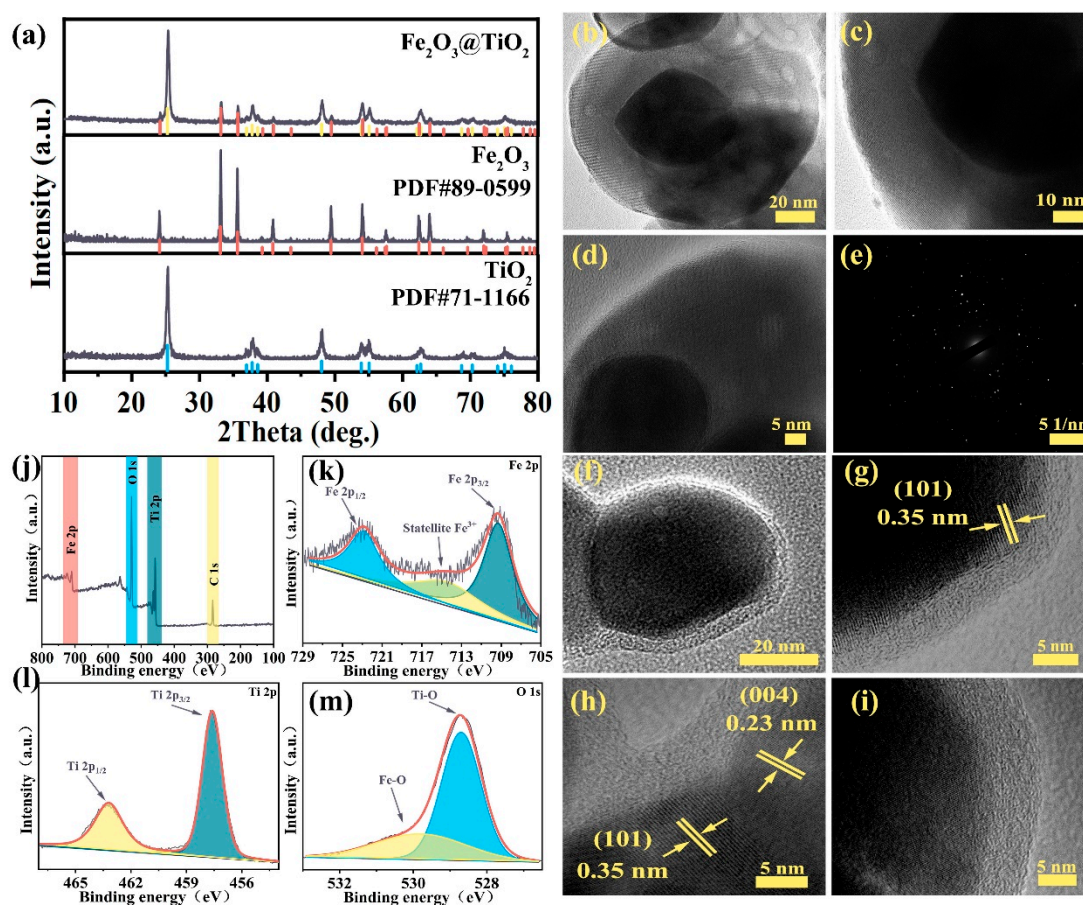 (a)
Fe₂O₃@TiO₂
Fe₂O₃
PDF#89-0599
TiO₂
PDF#71-1166
Intensity (a.u.)
10 20 30 40 50 60 70 80
2Theta (deg.)
(b)
20 nm
(c)
10 nm
(d)
5 nm
(e)
5 1/nm
(j)
Fe 2p
O 1s
Ti 2p
C 1s
Intensity (a.u.)
800 700 600 500 400 300 200 100
Binding energy (eV)
(k)
Fe 2p
Fe 2p₁/₂
Statellite Fe³⁺
Fe 2p₃/₂
Intensity (a.u.)
729 725 721 717 713 709 705
Binding energy (eV)
(f)
20 nm
(g)
(101)
0.35 nm
5 nm
(l)
Ti 2p
Ti 2p₃/₂
Ti 2p₁/₂
Intensity (a.u.)
465 462 459 456
Binding energy (eV)
(m)
O 1s
Ti-O
Fe-O
Intensity (a.u.)
532 530 528
Binding energy (eV)
(h)
(004)
0.23 nm
(101)
0.35 nm
5 nm
(i)
5 nm